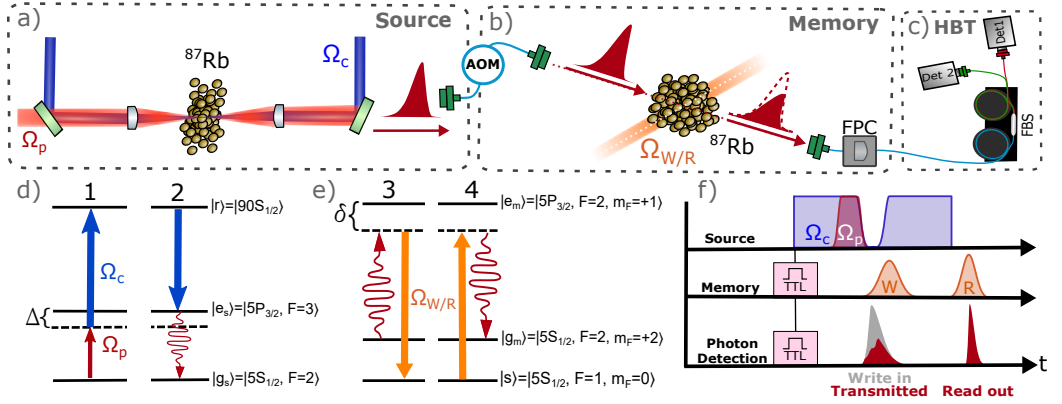 a) Source
⁸⁷Rb
Ωc
Ωp
AOM
b) Memory
ΩW/R
⁸⁷Rb
FPC
c) HBT
Det1
Det 2
FBS
d) 1 2
|r⟩=|90S1/2⟩
Ωc
|es⟩=|5P3/2, F=3⟩
Δ{
Ωp
|gs⟩=|5S1/2, F=2⟩
e) 3 4
δ{
|em⟩=|5P3/2, F=2, mF=+1⟩
ΩW/R
|gm⟩=|5S1/2, F=2, mF=+2⟩
|s⟩=|5S1/2, F=1, mF=0⟩
f)
Source
Ωc Ωp
Memory
TTL
W R
Photon
Detection
TTL
t
Write in
Transmitted Read out